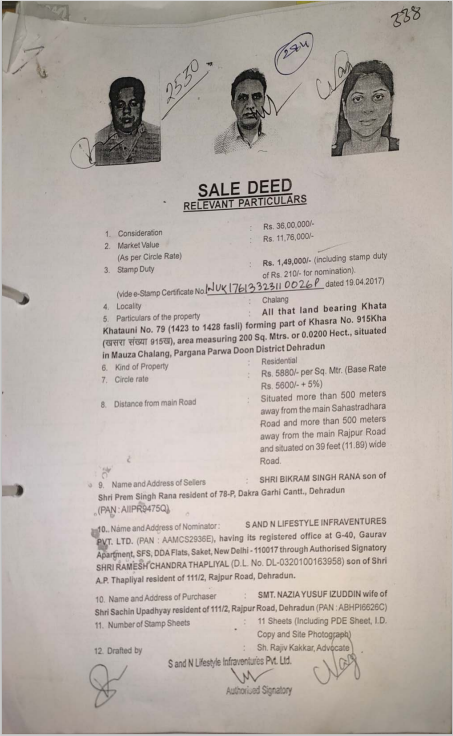 338
2530
274
SALE DEED
RELEVANT PARTICULARS
1. Consideration : Rs. 36,00,000/-
2. Market Value : Rs. 11,76,000/-
(As per Circle Rate)
3. Stamp Duty : Rs. 1,49,000/- (including stamp duty
of Rs. 210/- for nomination).
(vide e-Stamp Certificate No. INUK1761332311 0026P dated 19.04.2017)
4. Locality : Chalang
5. Particulars of the property : All that land bearing Khata
Khatauni No. 79 (1423 to 1428 fasli) forming part of Khasra No. 915Kha
(खसरा संख्या 915ख), area measuring 200 Sq. Mtrs. or 0.0200 Hect., situated
in Mauza Chalang, Pargana Parwa Doon District Dehradun
6. Kind of Property : Residential
7. Circle rate : Rs. 5880/- per Sq. Mtr. (Base Rate
Rs. 5600/- + 5%)
8. Distance from main Road : Situated more than 500 meters
away from the main Sahastradhara
Road and more than 500 meters
away from the main Rajpur Road
and situated on 39 feet (11.89) wide
Road.
9. Name and Address of Sellers : SHRI BIKRAM SINGH RANA son of
Shri Prem Singh Rana resident of 78-P, Dakra Garhi Cantt., Dehradun
(PAN : AIIPR9475Q)
10. Name and Address of Nominator : S AND N LIFESTYLE INFRAVENTURES
PVT. LTD. (PAN : AAMCS2936E), having its registered office at G-40, Gaurav
Apartment, SFS, DDA Flats, Saket, New Delhi - 110017 through Authorised Signatory
SHRI RAMESH CHANDRA THAPLIYAL (D.L. No. DL-0320100163958) son of Shri
A.P. Thapliyal resident of 111/2, Rajpur Road, Dehradun.
10. Name and Address of Purchaser : SMT. NAZIA YUSUF IZUDDIN wife of
Shri Sachin Upadhyay resident of 111/2, Rajpur Road, Dehradun (PAN : ABHPI6626C)
11. Number of Stamp Sheets : 11 Sheets (Including PDE Sheet, I.D.
Copy and Site Photograph)
12. Drafted by : Sh. Rajiv Kakkar, Advocate
S and N Lifestyle Infraventures Pvt. Ltd.
Authorised Signatory